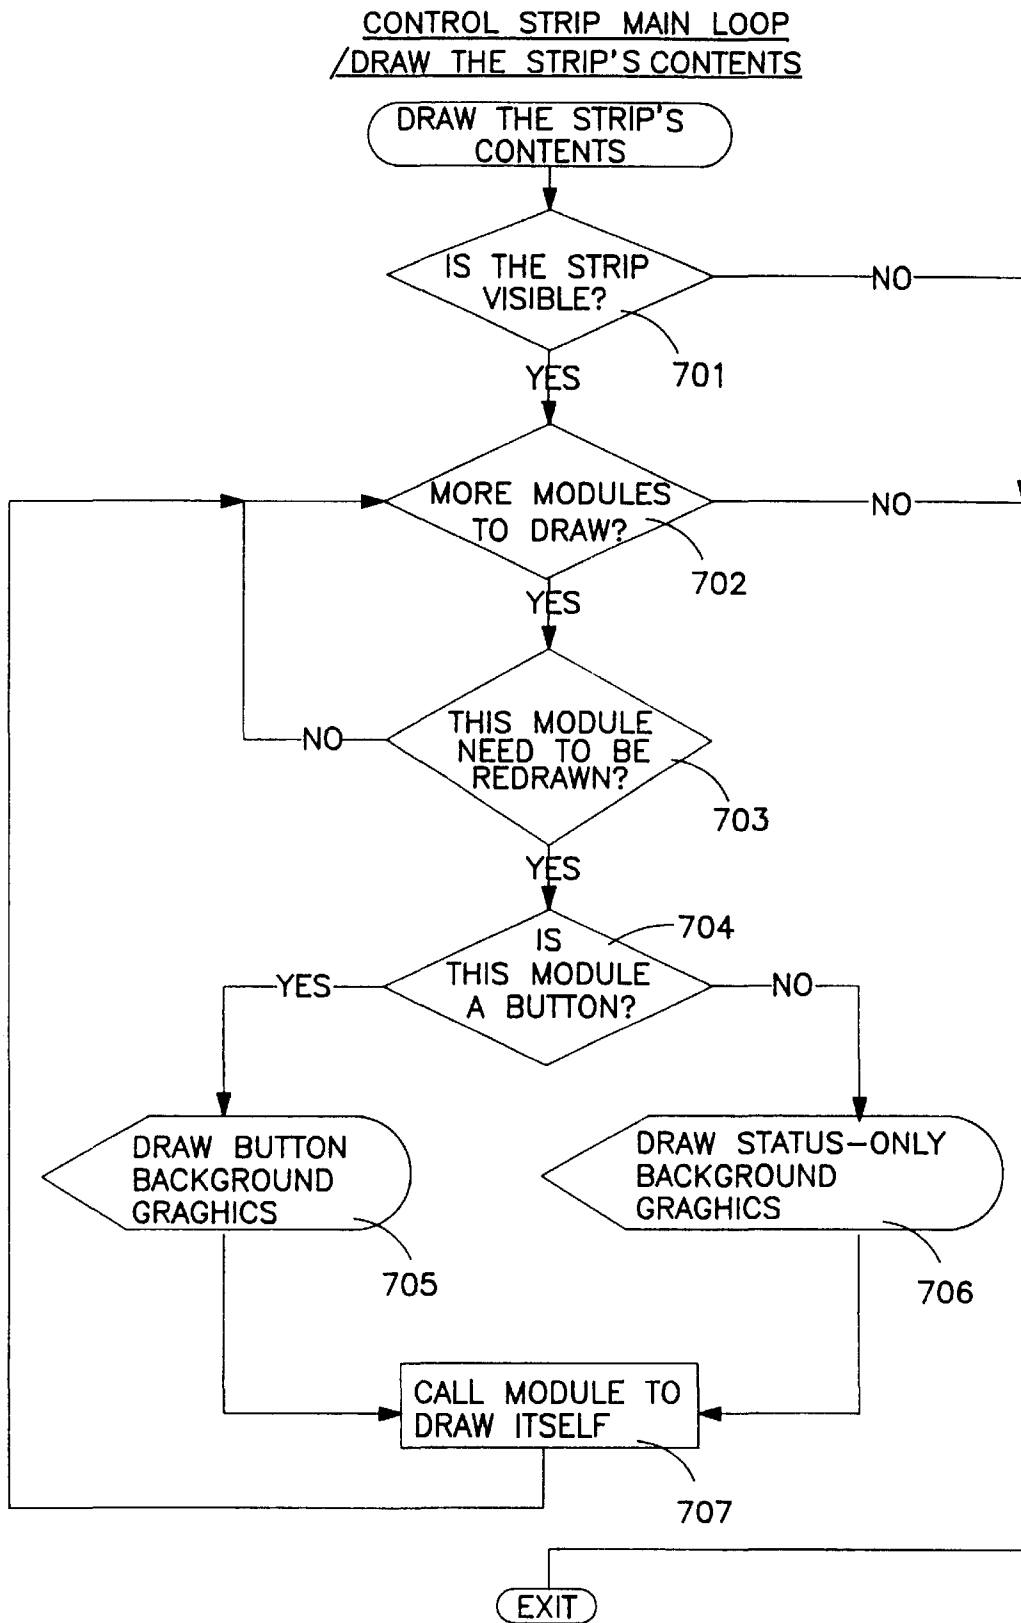 CONTROL STRIP MAIN LOOP
/DRAW THE STRIP'S CONTENTS
DRAW THE STRIP'S
CONTENTS
IS THE STRIP
VISIBLE?
NO
701
YES
MORE MODULES
TO DRAW?
NO
702
YES
THIS MODULE
NEED TO BE
REDRAWN?
NO
703
YES
704
IS
THIS MODULE
A BUTTON?
YES
NO
DRAW BUTTON
BACKGROUND
GRAGHICS
705
DRAW STATUS-ONLY
BACKGROUND
GRAGHICS
706
CALL MODULE TO
DRAW ITSELF
707
EXIT